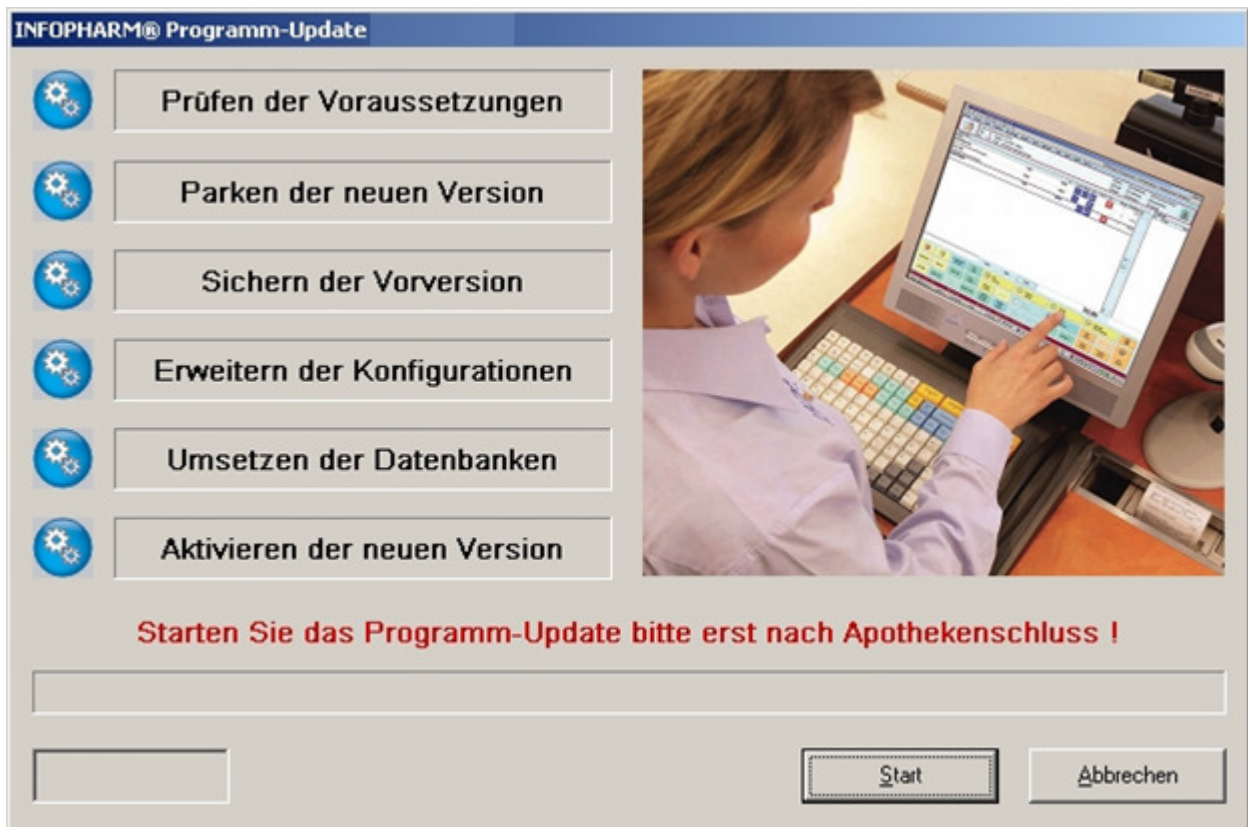 INFOPHARM® Programm-Update
Prüfen der Voraussetzungen
Parken der neuen Version
Sichern der Vorversion
Erweitern der Konfigurationen
Umsetzen der Datenbanken
Aktivieren der neuen Version
Starten Sie das Programm-Update bitte erst nach Apothekenschluss !
Start
Abbrechen